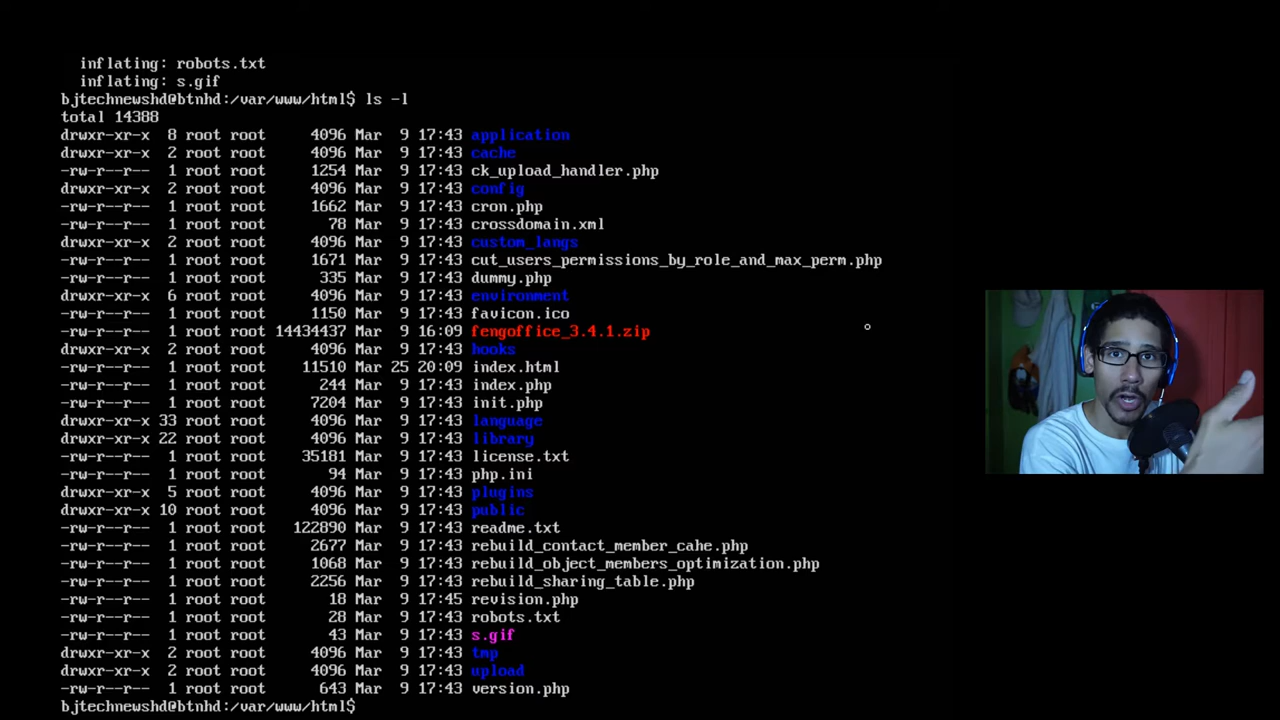 inflating: robots.txt
inflating: s.gif
bjtechnewshd@btnhd:/var/www/html$ ls -l
total 14388
drwxr-xr-x 8 root root 4096 Mar 9 17:43 application
drwxr-xr-x 2 root root 4096 Mar 9 17:43 cache
-rw-r--r-- 1 root root 1254 Mar 9 17:43 ck_upload_handler.php
drwxr-xr-x 2 root root 4096 Mar 9 17:43 config
-rw-r--r-- 1 root root 1662 Mar 9 17:43 cron.php
-rw-r--r-- 1 root root 78 Mar 9 17:43 crossdomain.xml
drwxr-xr-x 2 root root 4096 Mar 9 17:43 custom_langs
-rw-r--r-- 1 root root 1671 Mar 9 17:43 cut_users_permissions_by_role_and_max_perm.php
-rw-r--r-- 1 root root 335 Mar 9 17:43 dummy.php
drwxr-xr-x 6 root root 4096 Mar 9 17:43 environment
-rw-r--r-- 1 root root 1150 Mar 9 17:43 favicon.ico
-rw-r--r-- 1 root root 14434437 Mar 9 16:09 fengoffice_3.4.1.zip
drwxr-xr-x 2 root root 4096 Mar 9 17:43 hooks
-rw-r--r-- 1 root root 11510 Mar 25 20:09 index.html
-rw-r--r-- 1 root root 244 Mar 9 17:43 index.php
-rw-r--r-- 1 root root 7204 Mar 9 17:43 init.php
drwxr-xr-x 33 root root 4096 Mar 9 17:43 language
drwxr-xr-x 22 root root 4096 Mar 9 17:43 library
-rw-r--r-- 1 root root 35181 Mar 9 17:43 license.txt
-rw-r--r-- 1 root root 94 Mar 9 17:43 php.ini
drwxr-xr-x 5 root root 4096 Mar 9 17:43 plugins
drwxr-xr-x 10 root root 4096 Mar 9 17:43 public
-rw-r--r-- 1 root root 122890 Mar 9 17:43 readme.txt
-rw-r--r-- 1 root root 2677 Mar 9 17:43 rebuild_contact_member_cahe.php
-rw-r--r-- 1 root root 1068 Mar 9 17:43 rebuild_object_members_optimization.php
-rw-r--r-- 1 root root 2256 Mar 9 17:43 rebuild_sharing_table.php
-rw-r--r-- 1 root root 18 Mar 9 17:45 revision.php
-rw-r--r-- 1 root root 28 Mar 9 17:43 robots.txt
-rw-r--r-- 1 root root 43 Mar 9 17:43 s.gif
drwxr-xr-x 2 root root 4096 Mar 9 17:43 tmp
drwxr-xr-x 2 root root 4096 Mar 9 17:43 upload
-rw-r--r-- 1 root root 643 Mar 9 17:43 version.php
bjtechnewshd@btnhd:/var/www/html$